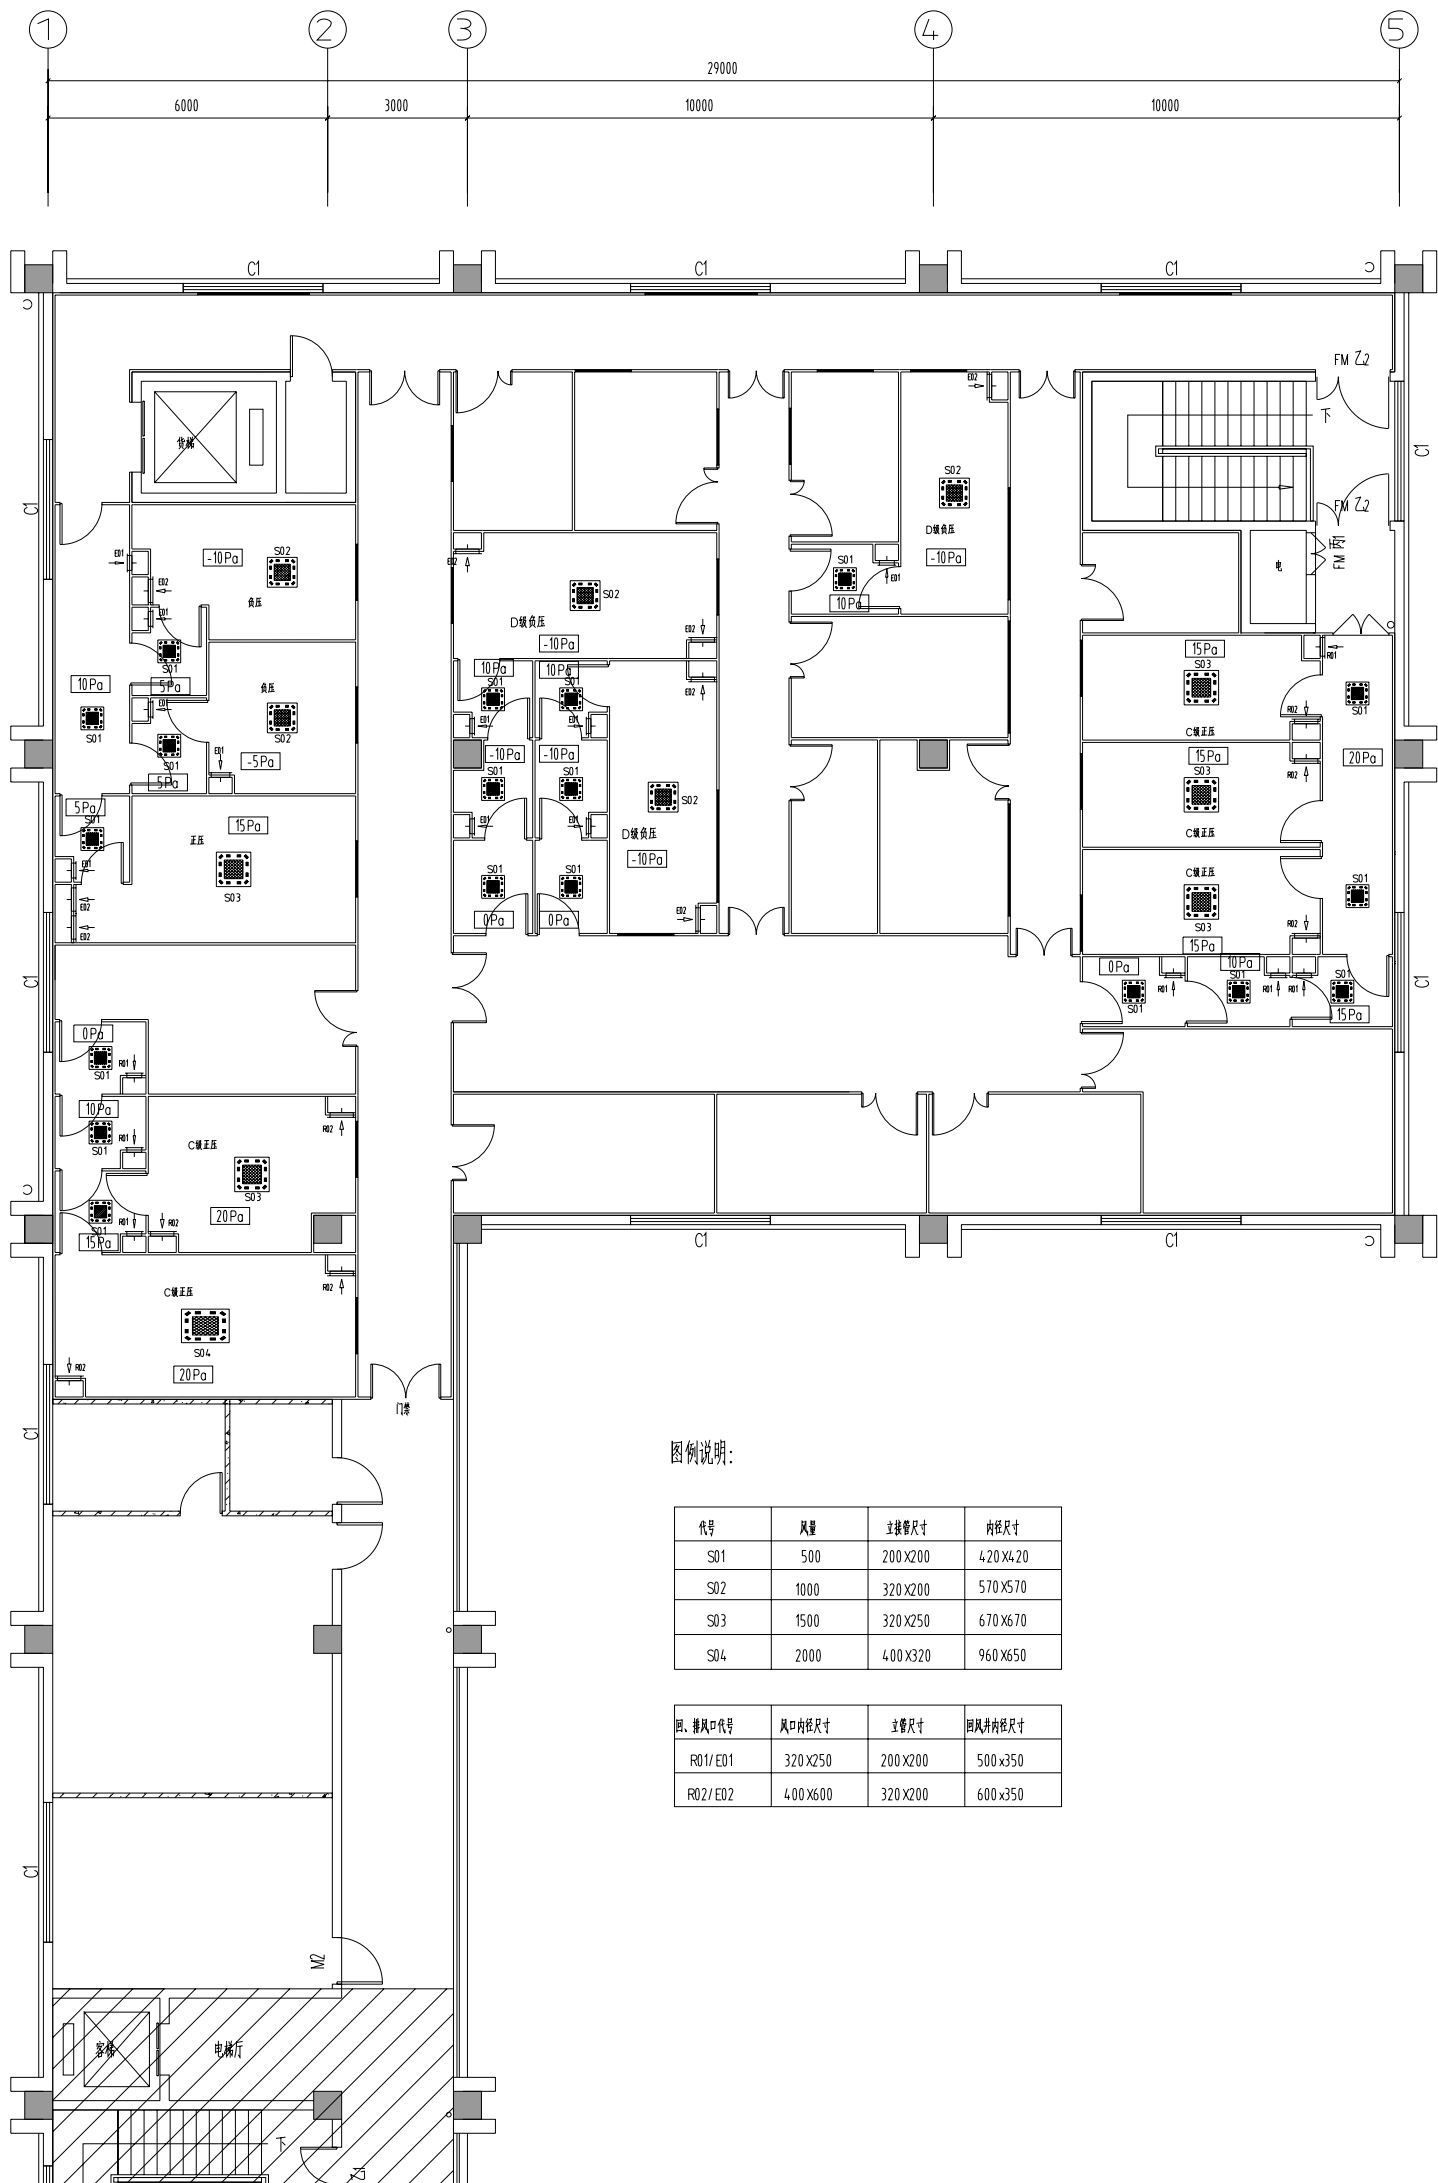 1 2 3 4 5
29000
6000 3000 10000 10000
C1 C1 C1
FM 乙2
货梯
下
C1
C1
E02
S02
D级负压
-10Pa
FM 乙2
FM 丙1
电
E01
S02
-10Pa
负压
E02
E01
S01
5Pa
10Pa
S01
负压
S02
-5Pa
E01
S01
5Pa
E01
E02
S02
D级负压
-10Pa
E02
E02
S01
10Pa
E01
10Pa
S01
E01
-10Pa
S01
E01
0Pa
S01
10Pa
S01
E01
-10Pa
S01
E01
S01
0Pa
S02
D级负压
-10Pa
E02
15Pa
S03
R01
R02
C级正压
15Pa
S03
R02
C级正压
C级正压
S03
15Pa
R02
S01
20Pa
S01
0Pa
S01
R01
10Pa
S01
R01
R01
S01
15Pa
5Pa
S01
E01
E02
E02
正压
15Pa
S03
C1
C1
0Pa
S01
R01
10Pa
S01
R01
C级正压
S03
20Pa
R02
S01
15Pa
R01
R02
C1 C1
R02
C级正压
S04
20Pa
R02
门禁
C1
图例说明:
代号 风量 立接管尺寸 内径尺寸
S01 500 200X200 420X420
S02 1000 320X200 570X570
S03 1500 320X250 670X670
S04 2000 400X320 960X650
回、排风口代号 风口内径尺寸 立管尺寸 回风井内径尺寸
R01/E01 320X250 200X200 500x350
R02/E02 400X600 320X200 600x350
C1
M2
客梯
电梯厅
下